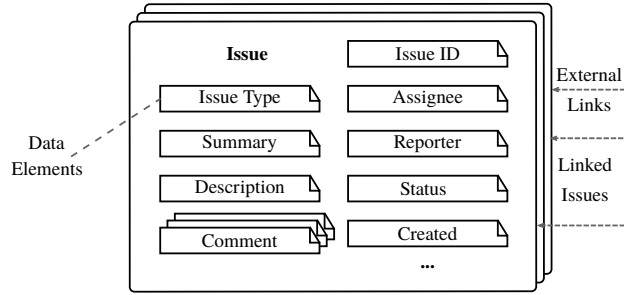 Issue
Issue ID
Issue Type
Assignee
Summary
Reporter
Description
Status
Comment
Created
...
Data
Elements
External
Links
Linked
Issues